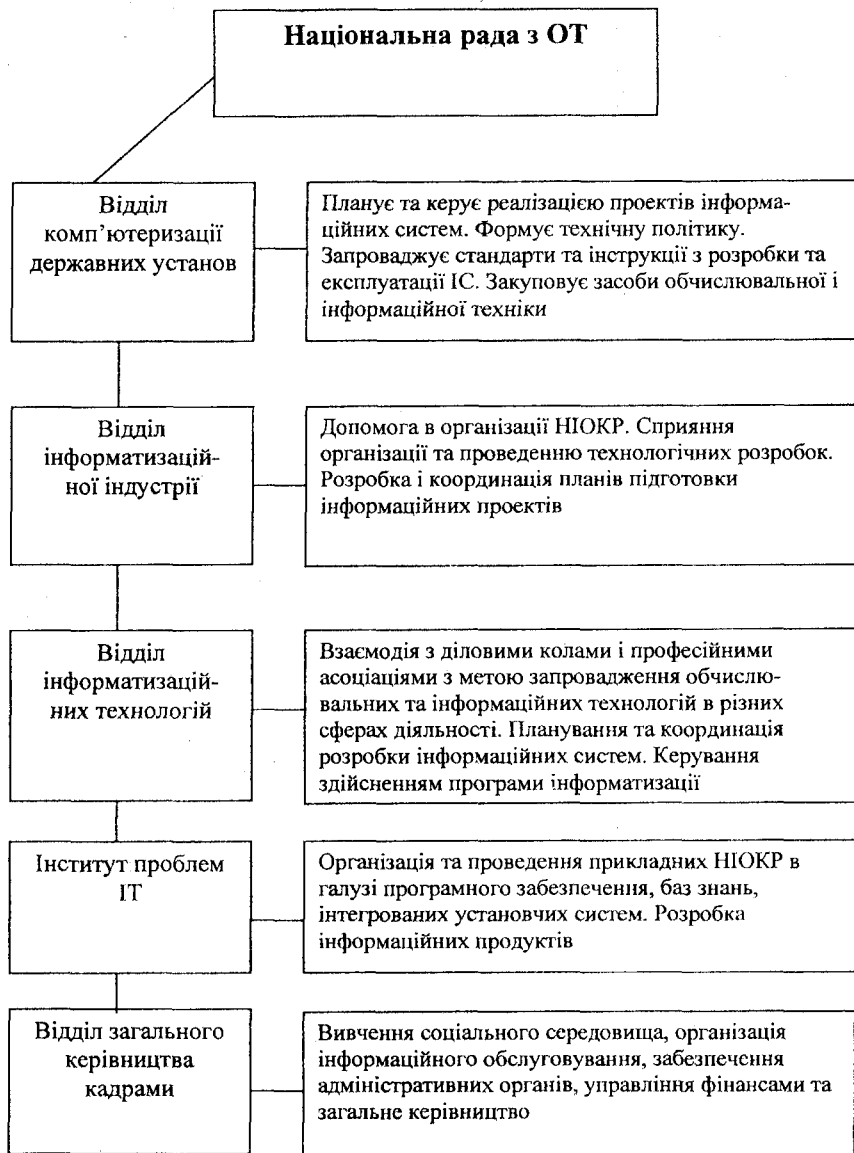 Національна рада з ОТ
Відділ
комп’ютеризації
державних установ
Планує та керує реалізацією проектів інформа-
ційних систем. Формує технічну політику.
Запроваджує стандарти та інструкції з розробки та
експлуатації ІС. Закуповує засоби обчислювальної і
інформаційної техніки
Відділ
інформатизацій-
ної індустрії
Допомога в організації НІОКР. Сприяння
організації та проведенню технологічних розробок.
Розробка і координація планів підготовки
інформаційних проектів
Відділ
інформатизацій-
них технологій
Взаємодія з діловими колами і професійними
асоціаціями з метою запровадження обчислю-
вальних та інформаційних технологій в різних
сферах діяльності. Планування та координація
розробки інформаційних систем. Керування
здійсненням програми інформатизації
Інститут проблем
ІТ
Організація та проведення прикладних НІОКР в
галузі програмного забезпечення, баз знань,
інтегрованих установчих систем. Розробка
інформаційних продуктів
Відділ загального
керівництва
кадрами
Вивчення соціального середовища, організація
інформаційного обслуговування, забезпечення
адміністративних органів, управління фінансами та
загальне керівництво